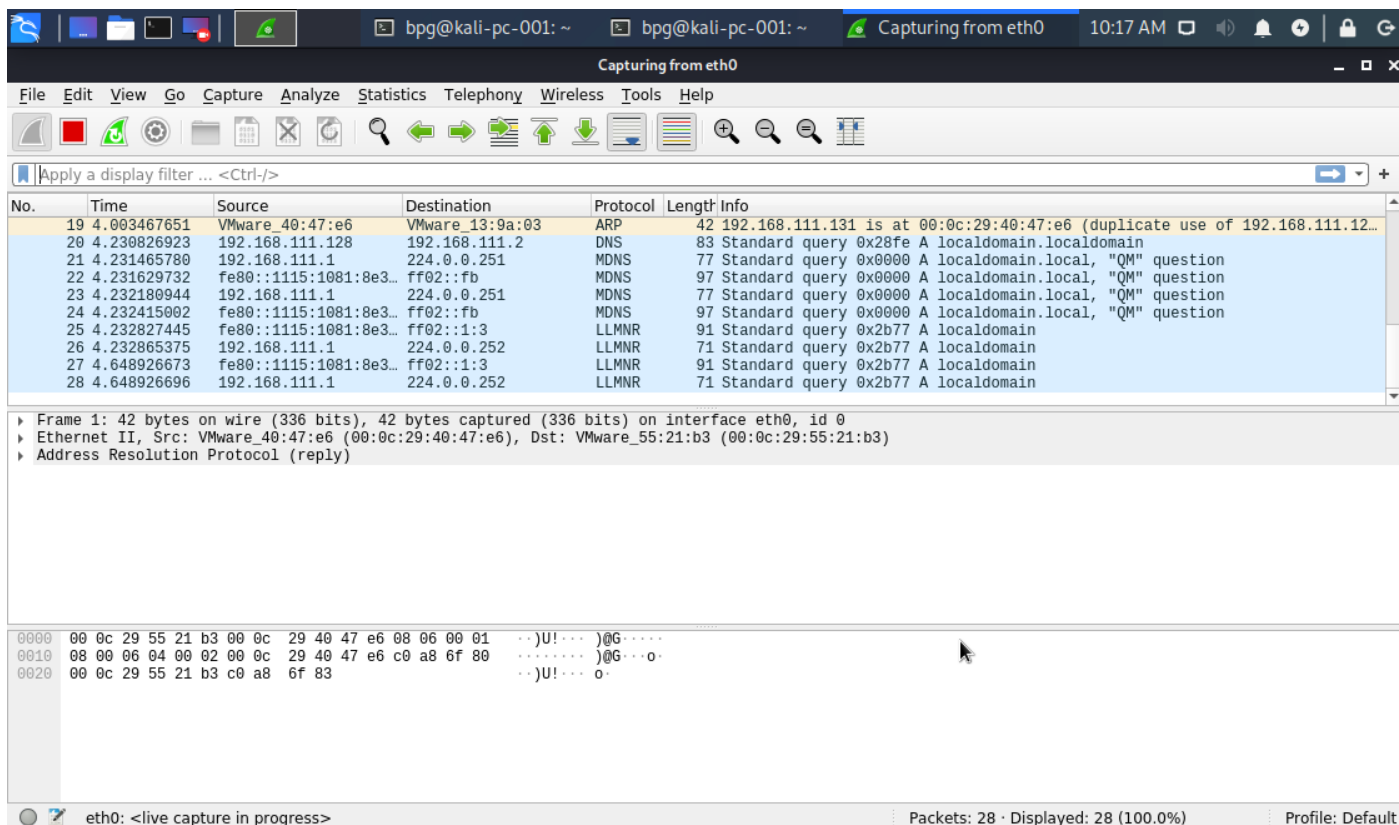 bpg@kali-pc-001: ~ bpg@kali-pc-001: ~ Capturing from eth0 10:17 AM
Capturing from eth0
File Edit View Go Capture Analyze Statistics Telephony Wireless Tools Help
Apply a display filter ... <Ctrl-/> +
No. Time Source Destination Protocol Length Info
19 4.003467651 VMware_40:47:e6 VMware_13:9a:03 ARP 42 192.168.111.131 is at 00:0c:29:40:47:e6 (duplicate use of 192.168.111.12…
20 4.230826923 192.168.111.128 192.168.111.2 DNS 83 Standard query 0x28fe A localdomain.localdomain
21 4.231465780 192.168.111.1 224.0.0.251 MDNS 77 Standard query 0x0000 A localdomain.local, "QM" question
22 4.231629732 fe80::1115:1081:8e3… ff02::fb MDNS 97 Standard query 0x0000 A localdomain.local, "QM" question
23 4.232180944 192.168.111.1 224.0.0.251 MDNS 77 Standard query 0x0000 A localdomain.local, "QM" question
24 4.232415002 fe80::1115:1081:8e3… ff02::fb MDNS 97 Standard query 0x0000 A localdomain.local, "QM" question
25 4.232827445 fe80::1115:1081:8e3… ff02::1:3 LLMNR 91 Standard query 0x2b77 A localdomain
26 4.232865375 192.168.111.1 224.0.0.252 LLMNR 71 Standard query 0x2b77 A localdomain
27 4.648926673 fe80::1115:1081:8e3… ff02::1:3 LLMNR 91 Standard query 0x2b77 A localdomain
28 4.648926696 192.168.111.1 224.0.0.252 LLMNR 71 Standard query 0x2b77 A localdomain
Frame 1: 42 bytes on wire (336 bits), 42 bytes captured (336 bits) on interface eth0, id 0
Ethernet II, Src: VMware_40:47:e6 (00:0c:29:40:47:e6), Dst: VMware_55:21:b3 (00:0c:29:55:21:b3)
Address Resolution Protocol (reply)
0000 00 0c 29 55 21 b3 00 0c 29 40 47 e6 08 06 00 01 ··)U!··· )@G·····
0010 08 00 06 04 00 02 00 0c 29 40 47 e6 c0 a8 6f 80 ········ )@G···o·
0020 00 0c 29 55 21 b3 c0 a8 6f 83 ··)U!··· o·
eth0: <live capture in progress> Packets: 28 · Displayed: 28 (100.0%) Profile: Default